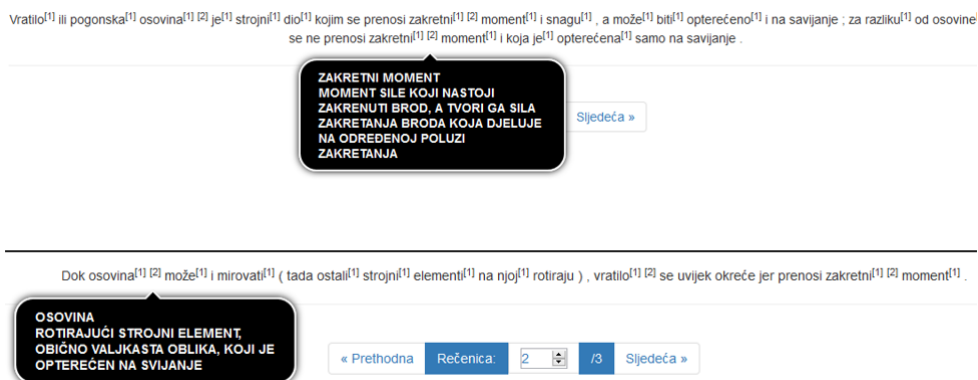 Vratilo[1] ili pogonska[1] osovina[1] [2] je[1] strojni[1] dio[1] kojim se prenosi zakretni[1] [2] moment[1] i snagu[1] , a može[1] biti[1] opterećeno[1] i na savijanje ; za razliku[1] od osovine
se ne prenosi zakretni[1] [2] moment[1] i koja je[1] opterećena[1] samo na savijanje .
ZAKRETNI MOMENT
MOMENT SILE KOJI NASTOJI
ZAKRENUTI BROD, A TVORI GA SILA
ZAKRETANJA BRODA KOJA DJELUJE
NA ODREĐENOJ POLUZI
ZAKRETANJA
Sljedeća »
Dok osovina[1] [2] može[1] i mirovati[1] ( tada ostali[1] strojni[1] elementi[1] na njoj[1] rotiraju ) , vratilo[1] [2] se uvijek okreće jer prenosi zakretni[1] [2] moment[1] .
OSOVINA
ROTIRAJUĆI STROJNI ELEMENT,
OBIČNO VALJKASTA OBLIKA, KOJI JE
OPTEREĆEN NA SVIJANJE
« Prethodna Rečenica: 2 /3 Sljedeća »